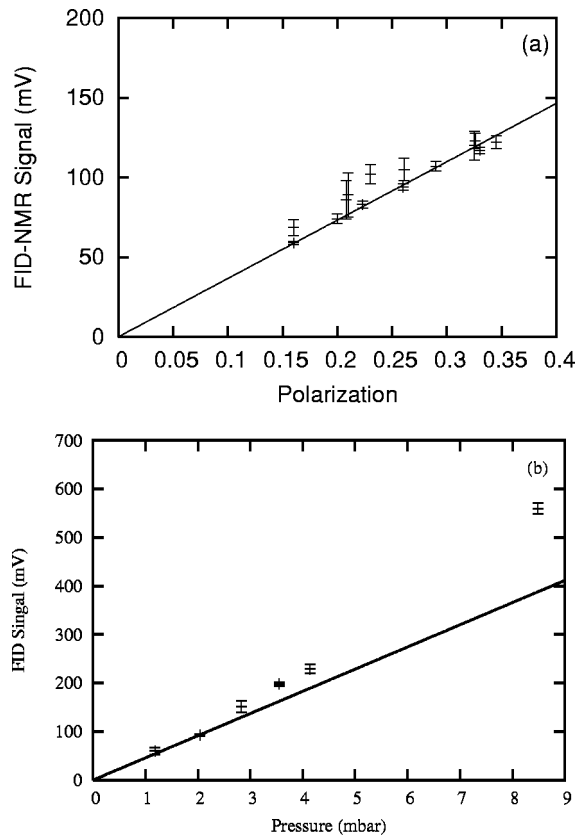 200
(a)
150
100
50
0
FID-NMR Signal (mV)
0 0.05 0.1 0.15 0.2 0.25 0.3 0.35 0.4
Polarization
700
(b)
600
500
400
300
200
100
0
FID Singal (mV)
0 1 2 3 4 5 6 7 8 9
Pressure (mbar)